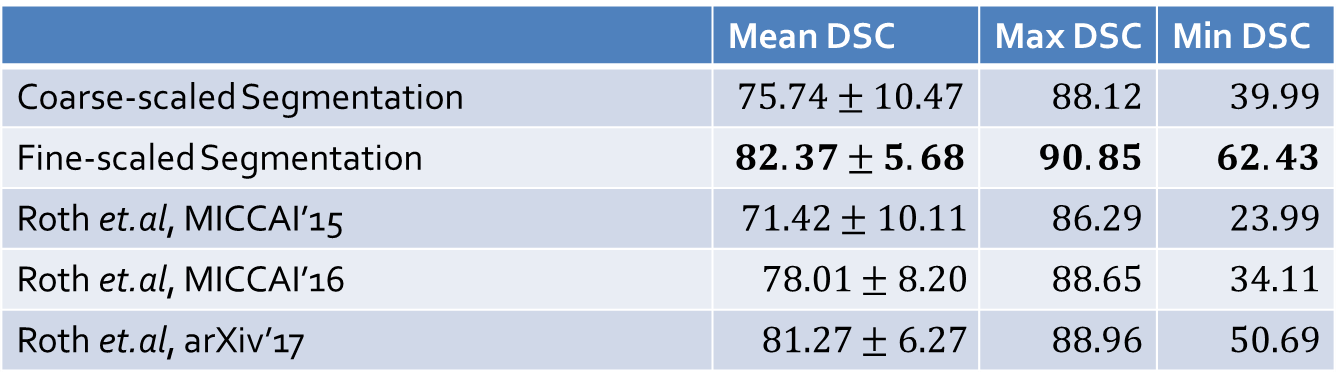 Mean DSC Max DSC Min DSC
Coarse-scaled Segmentation 75.74 ± 10.47 88.12 39.99
Fine-scaled Segmentation 82.37 ± 5.68 90.85 62.43
Roth et.al, MICCAI’15 71.42 ± 10.11 86.29 23.99
Roth et.al, MICCAI’16 78.01 ± 8.20 88.65 34.11
Roth et.al, arXiv’17 81.27 ± 6.27 88.96 50.69